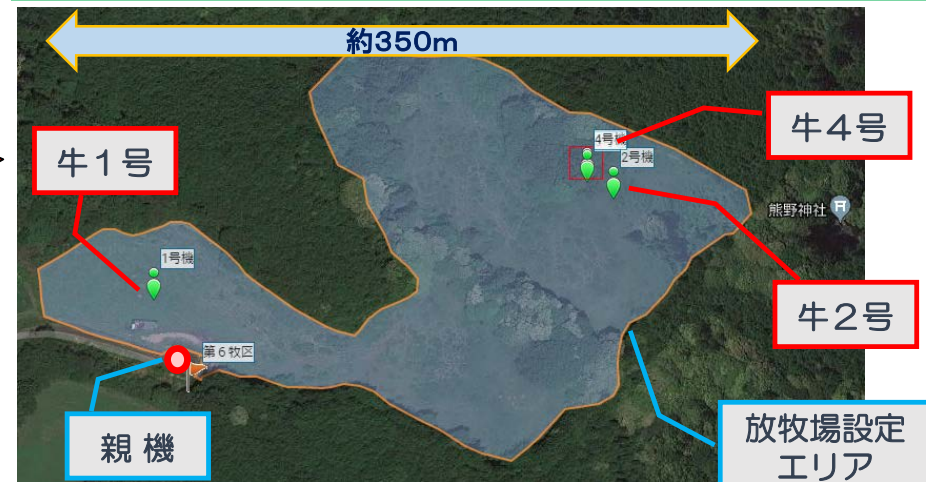 約350m
牛4号
4号機
2号機
牛1号
熊野神社
1号機
牛2号
第6牧区
親 機
放牧場設定
エリア